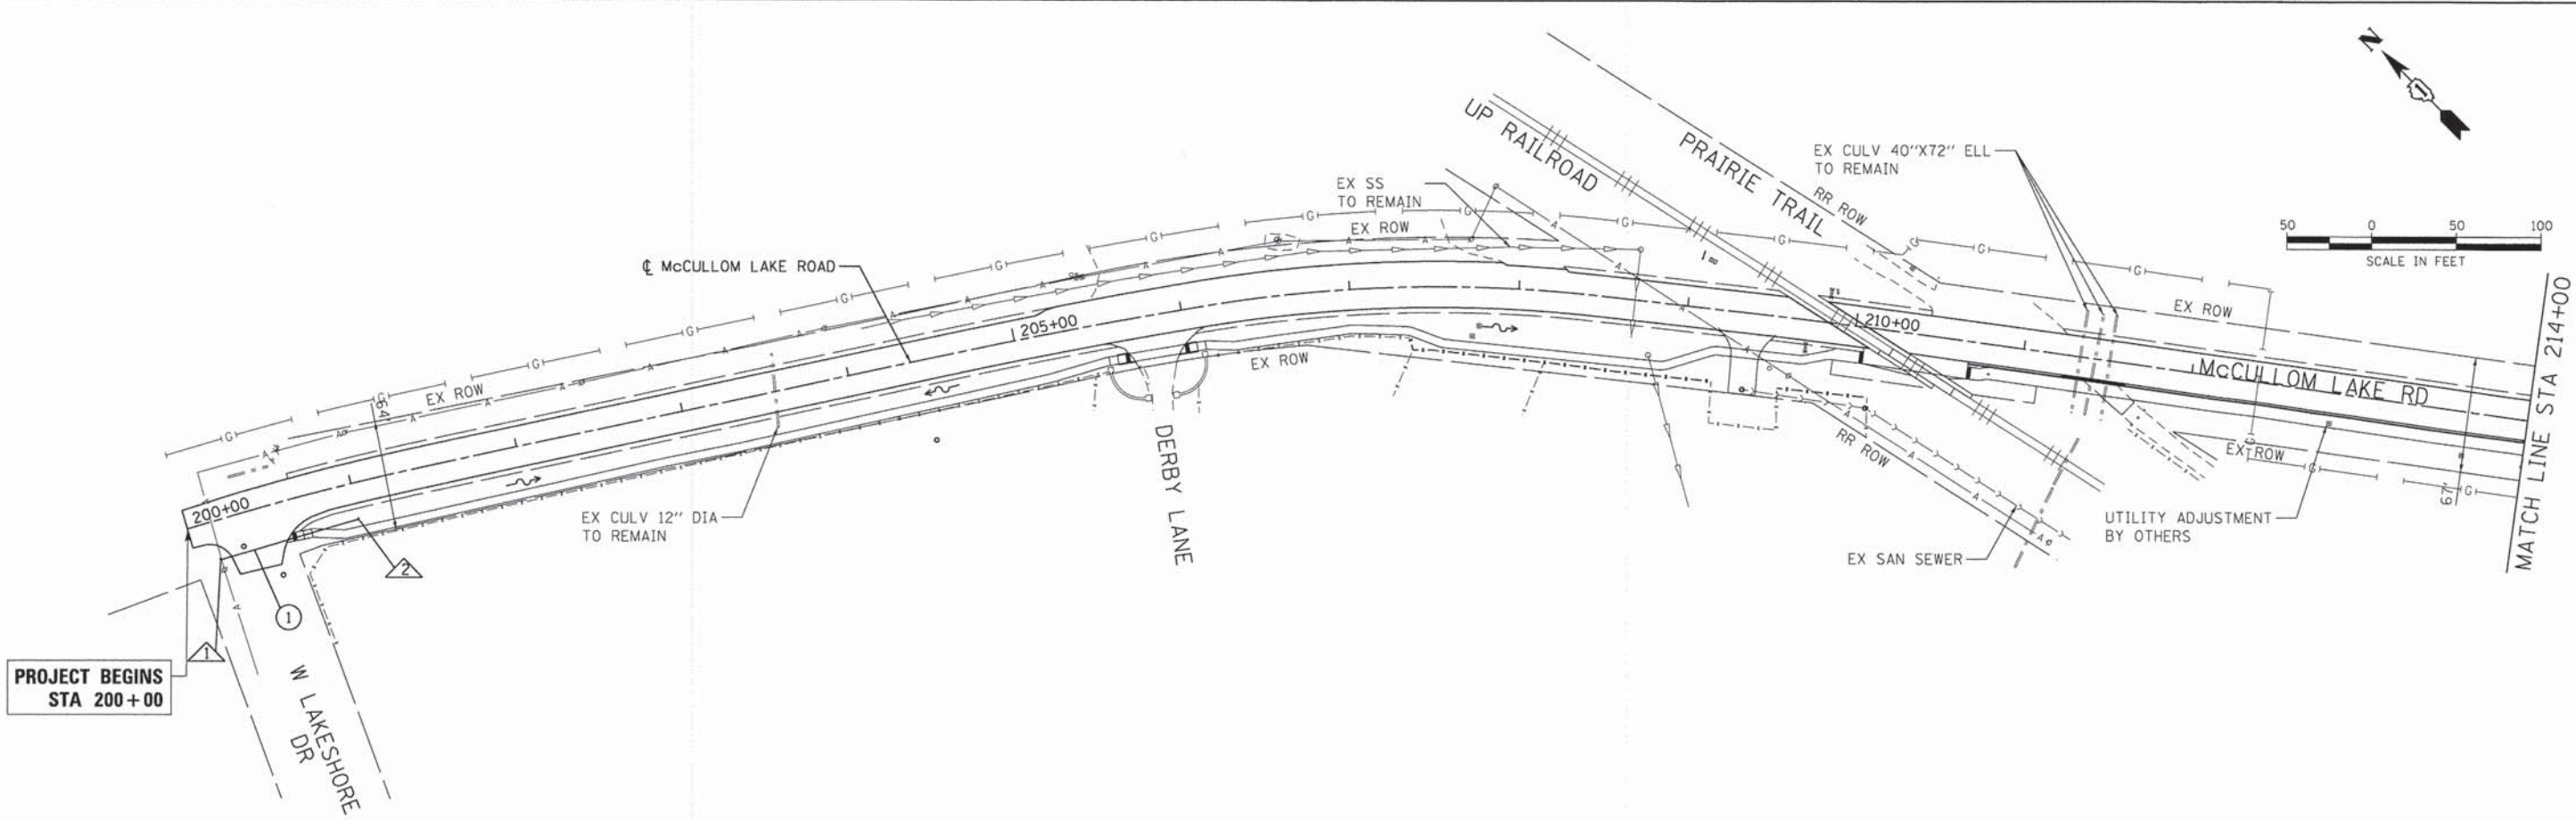 N
1
UP RAILROAD
PRAIRIE TRAIL
RR ROW
EX CULV 40"X72" ELL
TO REMAIN
50 0 50 100
SCALE IN FEET
EX SS
TO REMAIN
EX ROW
℄ McCULLOM LAKE ROAD
205+00
210+00
EX ROW
McCULLOM LAKE RD
MATCH LINE STA 214+00
EX ROW
64'
EX ROW
DERBY LANE
RR ROW
EX ROW
67'
200+00
EX CULV 12" DIA
TO REMAIN
UTILITY ADJUSTMENT
BY OTHERS
EX SAN SEWER
2
1
1
PROJECT BEGINS
STA 200+00
W LAKESHORE
DR